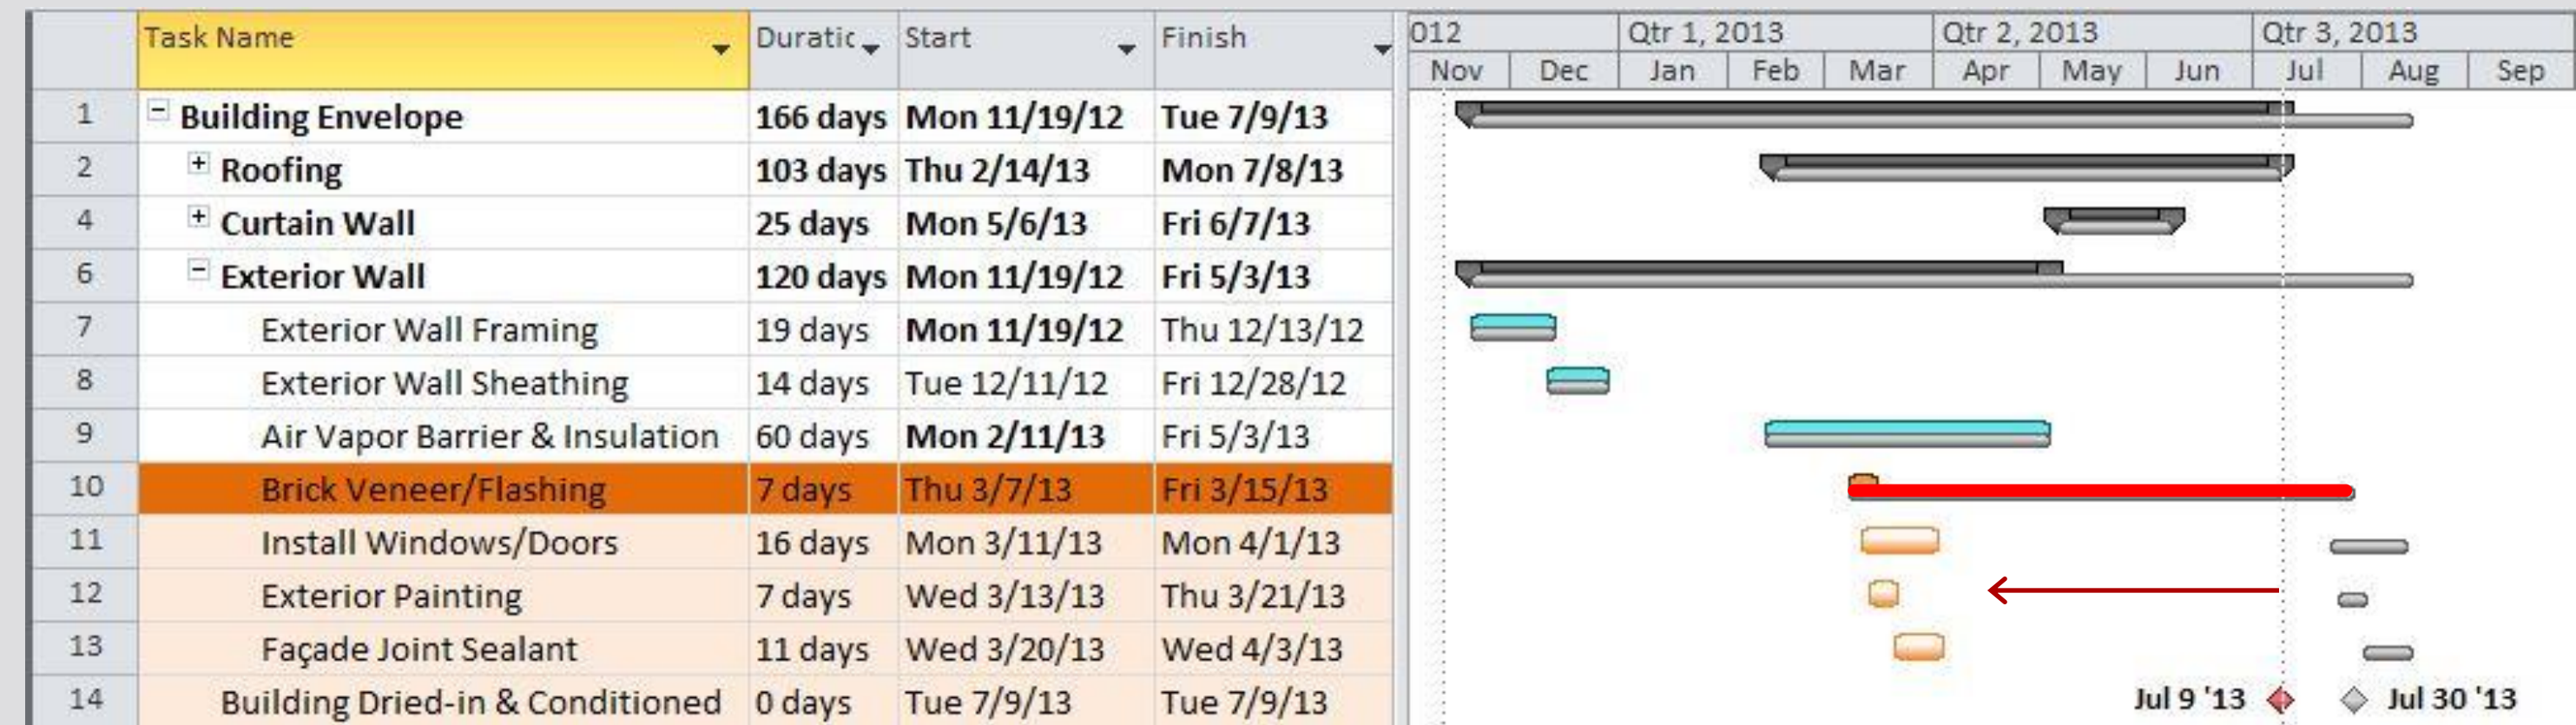 Task Name Duratic Start Finish 012 Qtr 1, 2013 Qtr 2, 2013 Qtr 3, 2013
Nov Dec Jan Feb Mar Apr May Jun Jul Aug Sep
1 Building Envelope 166 days Mon 11/19/12 Tue 7/9/13
2 Roofing 103 days Thu 2/14/13 Mon 7/8/13
4 Curtain Wall 25 days Mon 5/6/13 Fri 6/7/13
6 Exterior Wall 120 days Mon 11/19/12 Fri 5/3/13
7 Exterior Wall Framing 19 days Mon 11/19/12 Thu 12/13/12
8 Exterior Wall Sheathing 14 days Tue 12/11/12 Fri 12/28/12
9 Air Vapor Barrier & Insulation 60 days Mon 2/11/13 Fri 5/3/13
10 Brick Veneer/Flashing 7 days Thu 3/7/13 Fri 3/15/13
11 Install Windows/Doors 16 days Mon 3/11/13 Mon 4/1/13
12 Exterior Painting 7 days Wed 3/13/13 Thu 3/21/13
13 Façade Joint Sealant 11 days Wed 3/20/13 Wed 4/3/13
14 Building Dried-in & Conditioned 0 days Tue 7/9/13 Tue 7/9/13 Jul 9 '13 Jul 30 '13